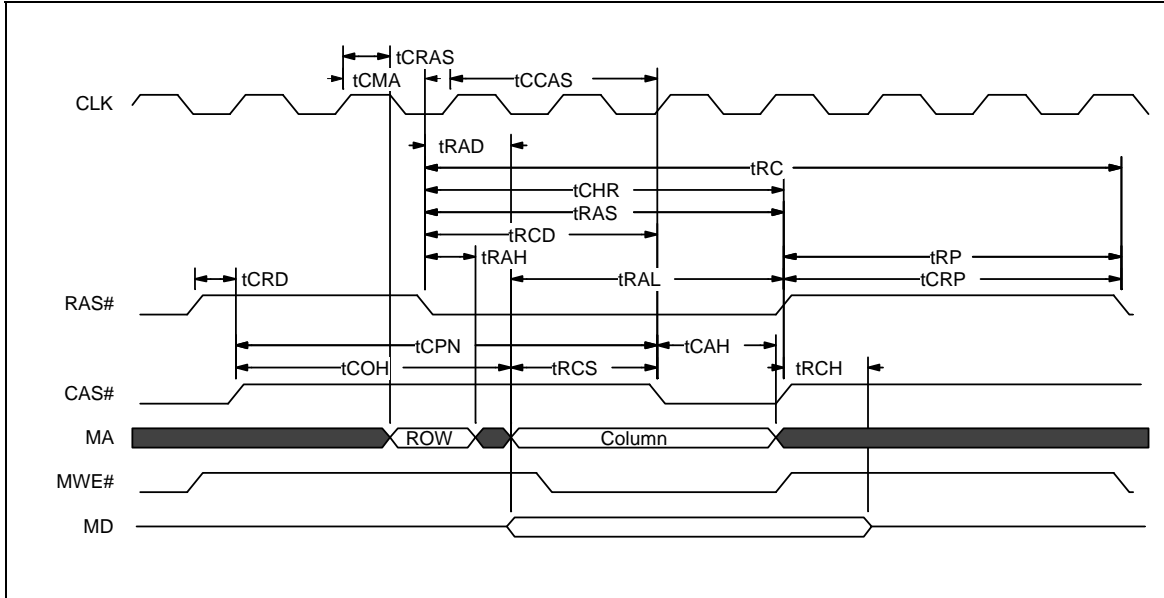 tCRAS
tCMA
tCCAS
CLK
tRAD
tRC
tCHR
tRAS
tRCD
tRAH
tRP
tCRD
tRAL
tCRP
RAS#
tCPN
tCAH
tCOH
tRCS
tRCH
CAS#
MA
ROW
Column
MWE#
MD